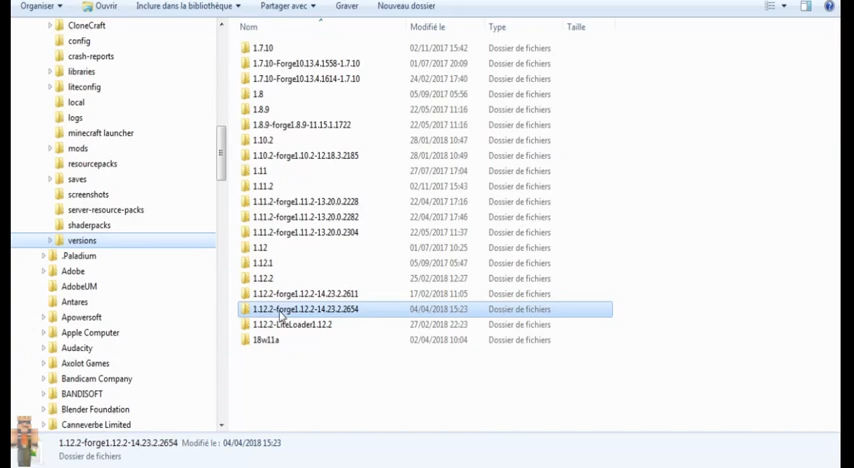 Organiser Ouvrir Inclure dans la bibliothèque Partager avec Graver Nouveau dossier
Nom Modifié le Type Taille
CloneCraft
config
crash-reports
libraries
liteconfig
local
logs
minecraft launcher
mods
resourcepacks
saves
screenshots
server-resource-packs
shaderpacks
versions
.Paladium
Adobe
AdobeUM
Antares
Apowersoft
Apple Computer
Audacity
Axolot Games
Bandicam Company
BANDISOFT
Blender Foundation
Canneverbe Limited
1.7.10 02/11/2017 15:42 Dossier de fichiers
1.7.10-Forge10.13.4.1558-1.7.10 01/07/2017 20:09 Dossier de fichiers
1.7.10-Forge10.13.4.1614-1.7.10 24/02/2018 17:40 Dossier de fichiers
1.8 05/09/2017 05:56 Dossier de fichiers
1.8.9 22/05/2017 11:16 Dossier de fichiers
1.8.9-forge1.8.9-11.15.1.1722 22/05/2017 11:16 Dossier de fichiers
1.10.2 28/01/2018 10:47 Dossier de fichiers
1.10.2-forge1.10.2-12.18.3.2185 28/01/2018 10:49 Dossier de fichiers
1.11 27/07/2017 17:04 Dossier de fichiers
1.11.2 02/11/2017 15:43 Dossier de fichiers
1.11.2-forge1.11.2-13.20.0.2228 22/04/2017 17:16 Dossier de fichiers
1.11.2-forge1.11.2-13.20.0.2282 22/04/2017 17:46 Dossier de fichiers
1.11.2-forge1.11.2-13.20.0.2304 22/05/2017 11:37 Dossier de fichiers
1.12 01/07/2017 10:25 Dossier de fichiers
1.12.1 05/09/2017 05:47 Dossier de fichiers
1.12.2 25/02/2018 12:27 Dossier de fichiers
1.12.2-forge1.12.2-14.23.2.2611 17/02/2018 11:05 Dossier de fichiers
1.12.2-forge1.12.2-14.23.2.2654 04/04/2018 15:23 Dossier de fichiers
1.12.2-LiteLoader1.12.2 27/02/2018 22:23 Dossier de fichiers
18w11a 02/04/2018 10:04 Dossier de fichiers
1.12.2-forge1.12.2-14.23.2.2654 Modifié le : 04/04/2018 15:23
Dossier de fichiers